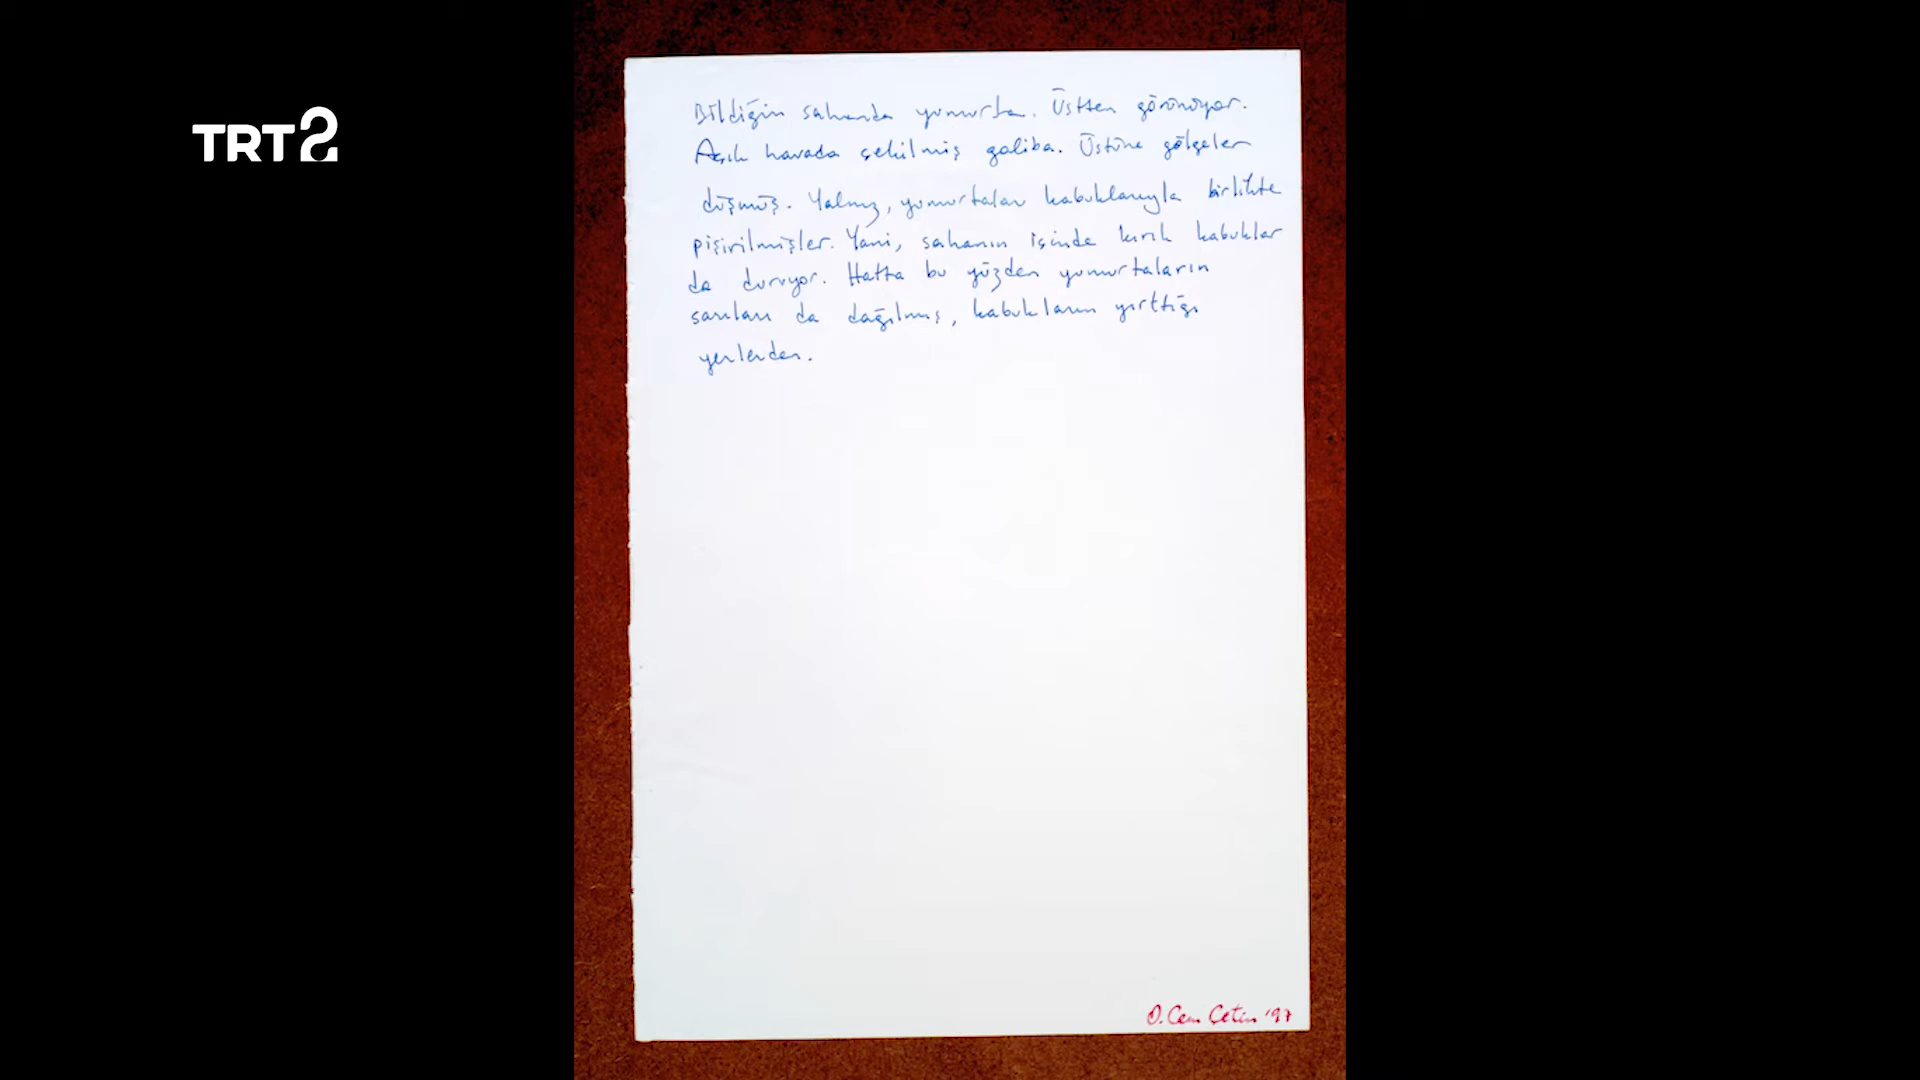 TRT2
Bildiğin sahanda yumurta. Üstten görünüyor.
Açık havada çekilmiş galiba. Üstüne gölgeler
düşmüş. Yalnız, yumurtalar kabuklarıyla birlikte
pişirilmişler. Yani, sahanın içinde kırık kabuklar
da duruyor. Hatta bu yüzden yumurtaların
sarıları da dağılmış, kabukların yırttığı
yerlerden.
O. Cem Çetin '97